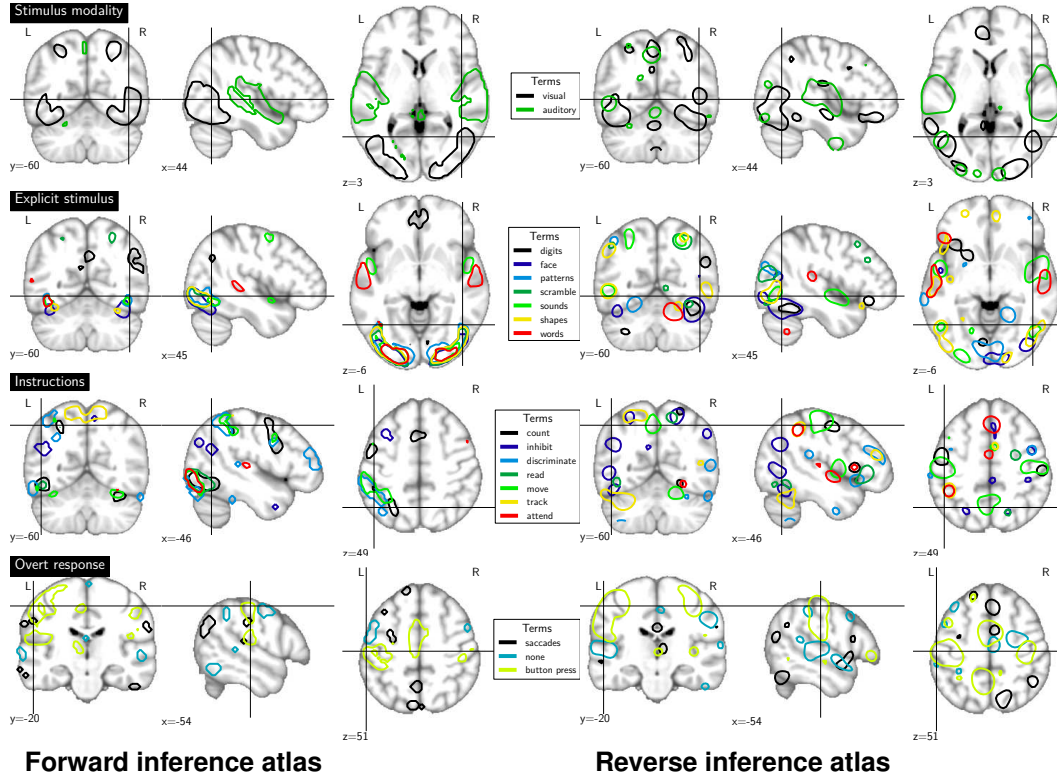 Stimulus modality
L R L R
y=-60 x=44 z=3
Terms
visual
auditory
L R L R
y=-60 x=44 z=3
Explicit stimulus
L R L R
y=-60 x=45 z=-6
Terms
digits
face
patterns
scramble
sounds
shapes
words
L R L R
y=-60 x=45 z=-6
Instructions
L R L R
y=-60 x=-46 z=49
Terms
count
inhibit
discriminate
read
move
track
attend
L R L R
y=-60 x=-46 z=49
Overt response
L R L R
y=-20 x=-54 z=51
Terms
saccades
none
button press
L R L R
y=-20 x=-54 z=51
Forward inference atlas
Reverse inference atlas